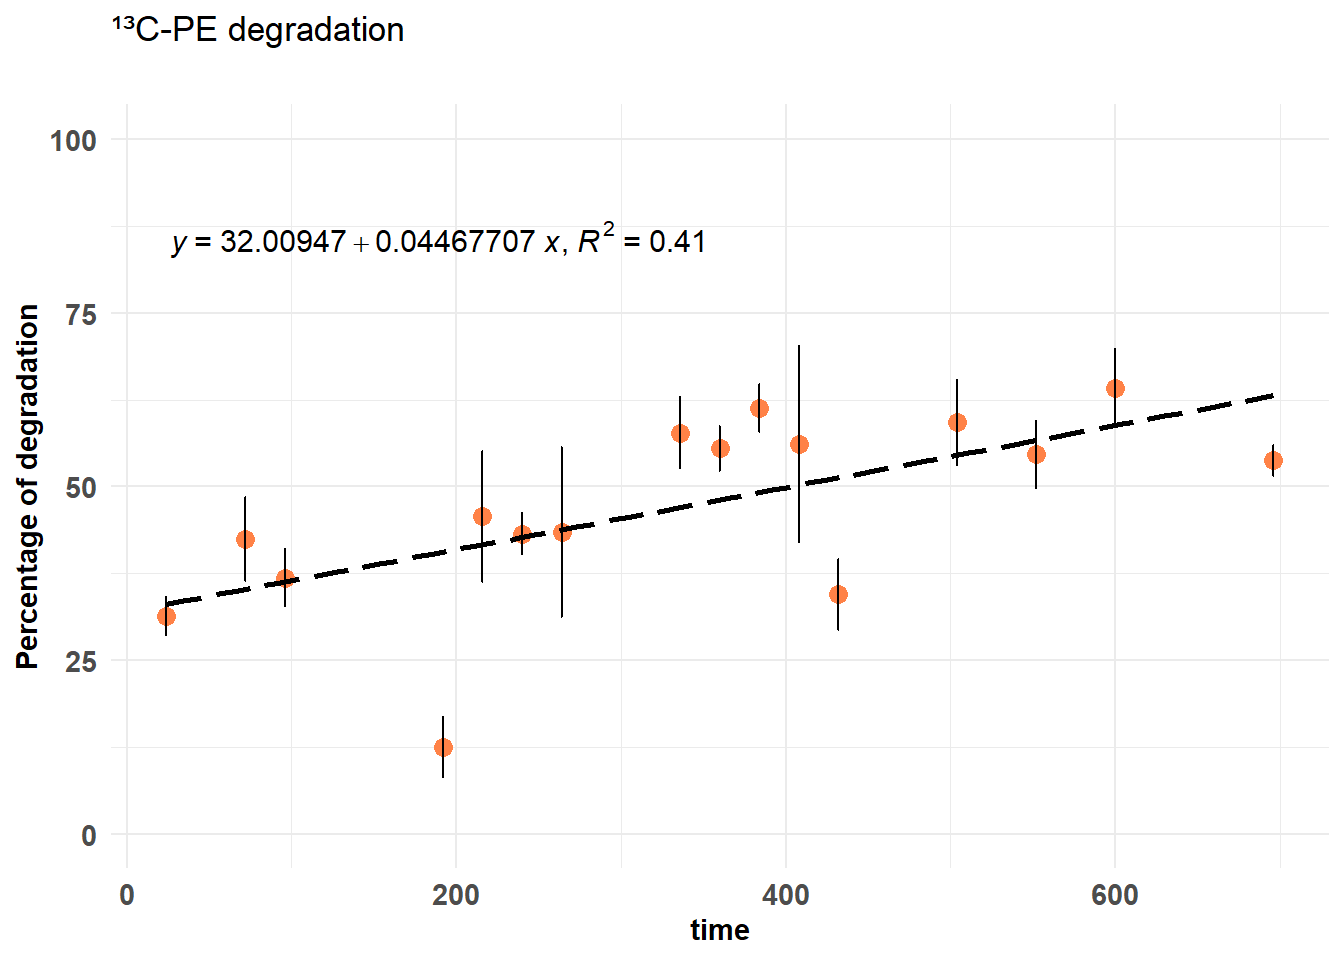 ¹³C-PE degradation
100
y = 32.00947 + 0.04467707 x, R² = 0.41
75
Percentage of degradation
50
25
0
0 200 400 600
time